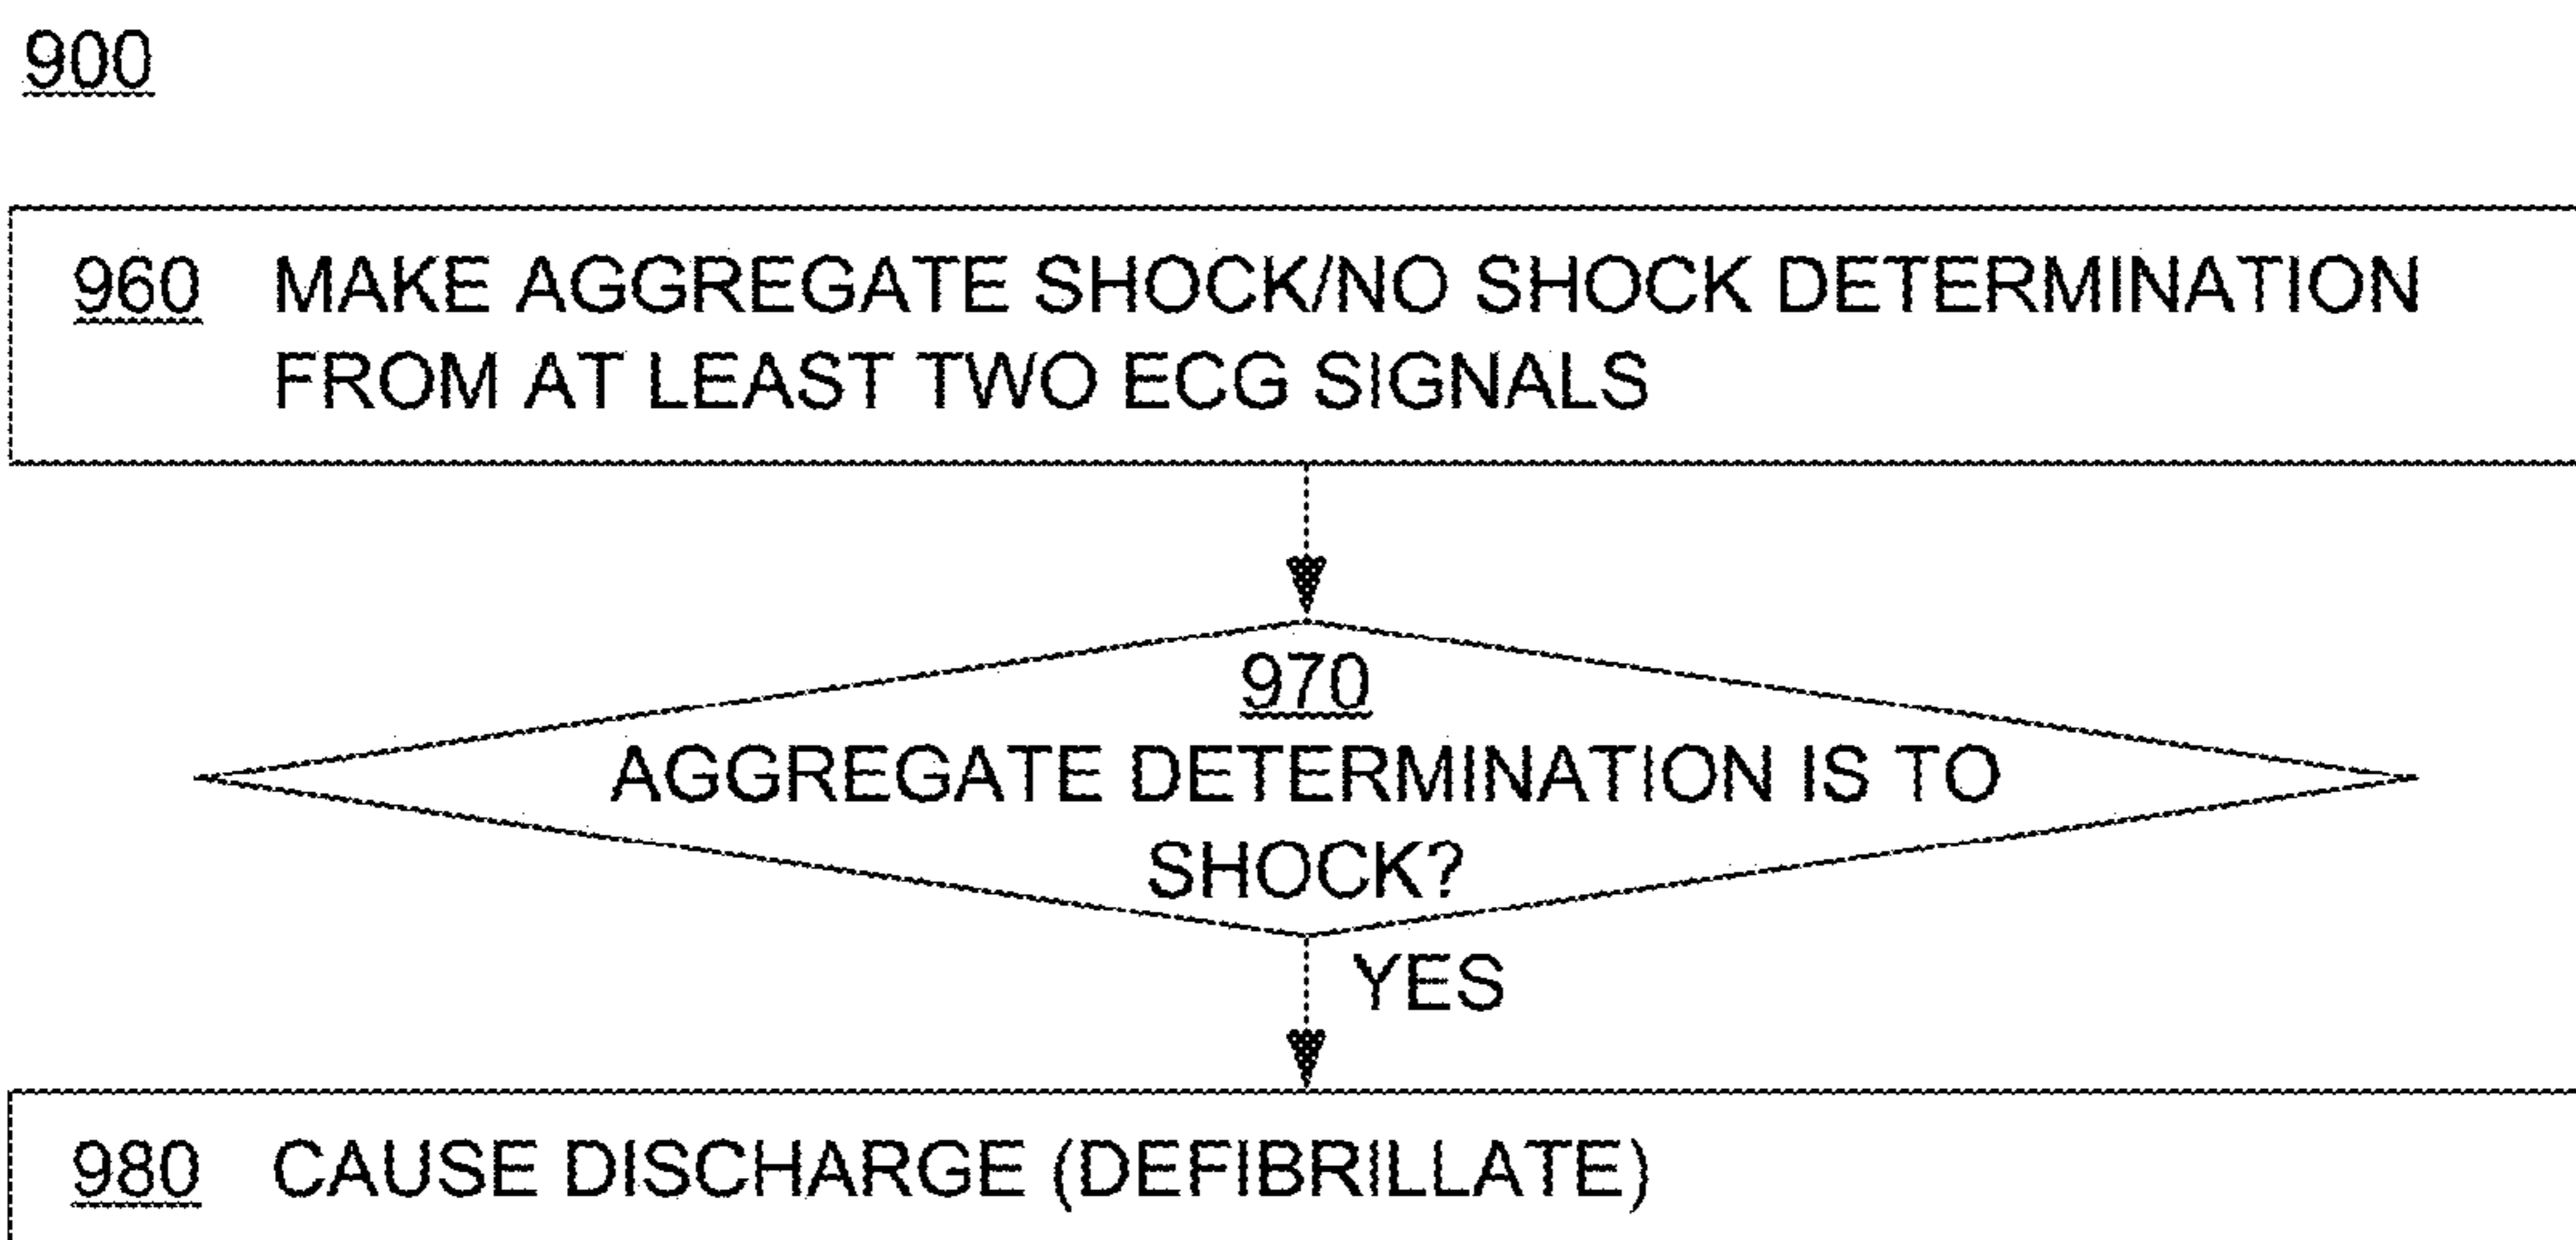 900
960 MAKE AGGREGATE SHOCK/NO SHOCK DETERMINATION
FROM AT LEAST TWO ECG SIGNALS
970
AGGREGATE DETERMINATION IS TO
SHOCK?
YES
980 CAUSE DISCHARGE (DEFIBRILLATE)